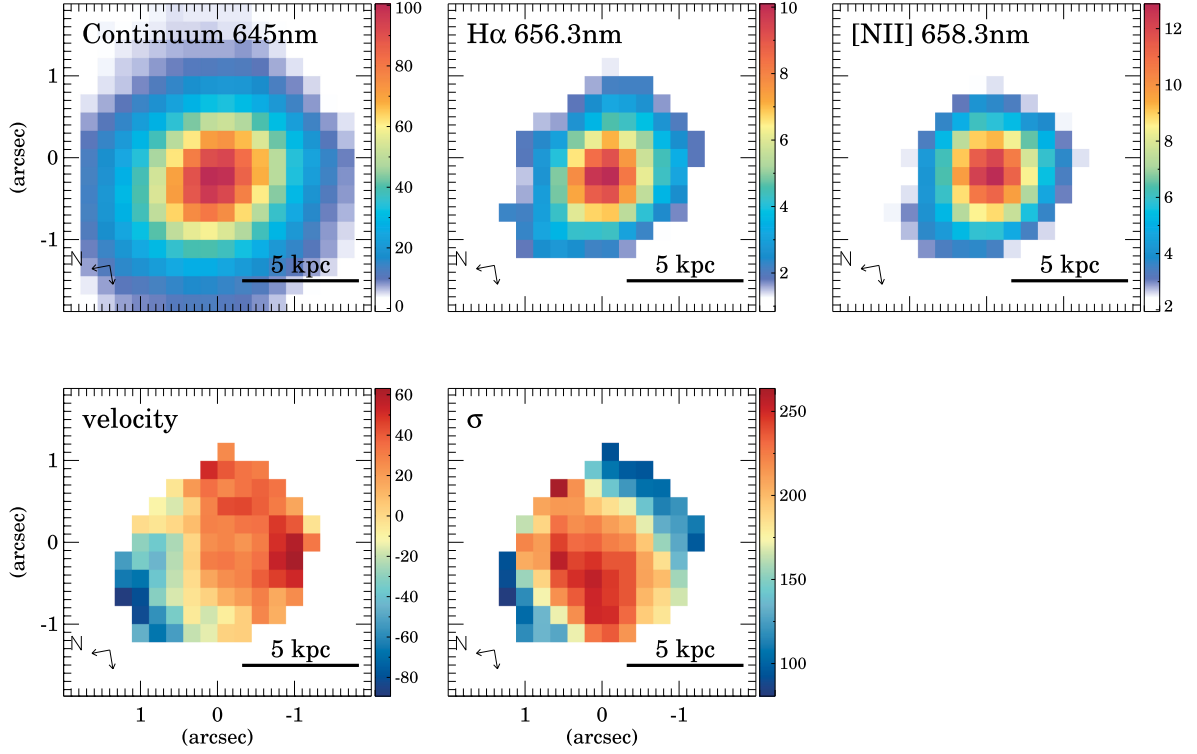 Continuum 645nm
Hα 656.3nm
[NII] 658.3nm
100
80
60
40
20
0
10
8
6
4
2
12
10
8
6
4
2
1
0
-1
(arcsec)
N
5 kpc
N
5 kpc
N
5 kpc
velocity
σ
60
40
20
0
-20
-40
-60
-80
250
200
150
100
1
0
-1
(arcsec)
N
5 kpc
N
5 kpc
1 0 -1
(arcsec)
1 0 -1
(arcsec)